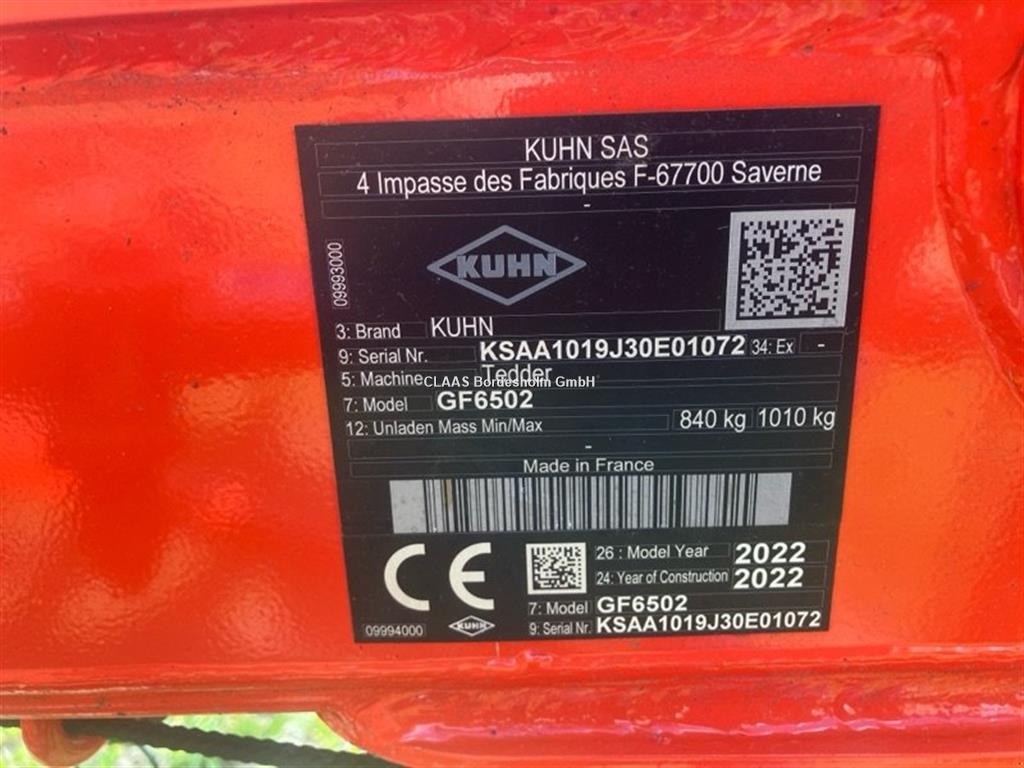 KUHN SAS
4 Impasse des Fabriques F-67700 Saverne
-
09993000
KUHN
3: Brand KUHN
9: Serial Nr. KSAA1019J30E01072 34: Ex -
5: Machine Tedder
CLAAS Bordesholm GmbH
7: Model GF6502
12: Unladen Mass Min/Max 840 kg 1010 kg
-
Made in France
CE
26 : Model Year 2022
24: Year of Construction 2022
7: Model GF6502
09994000 KUHN 9: Serial Nr. KSAA1019J30E01072